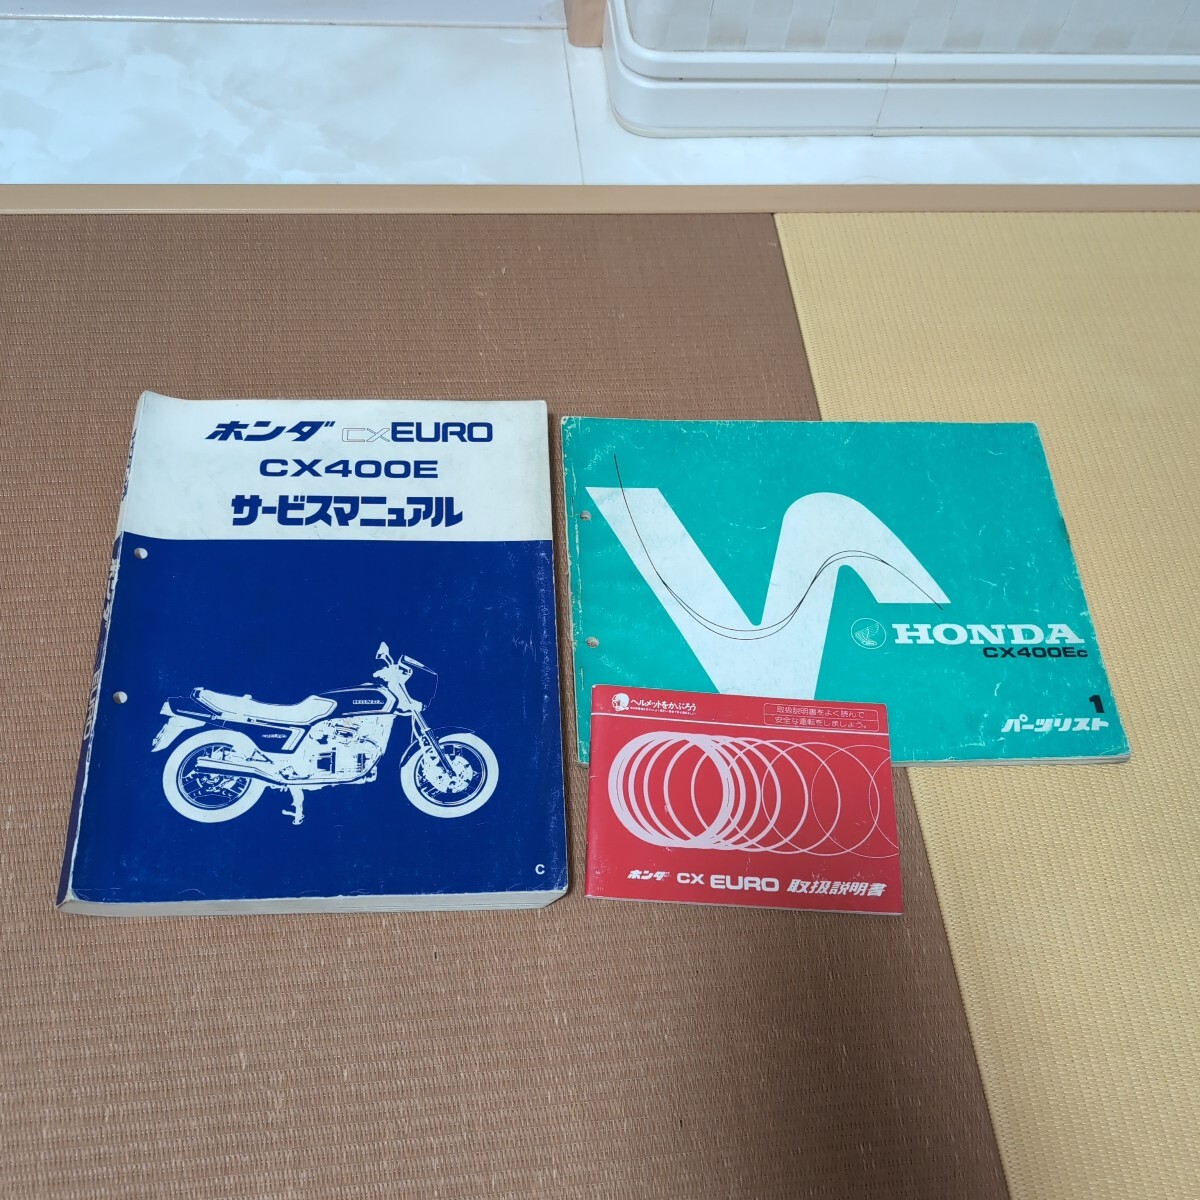 ホンダ CX EURO
CX400E
サービスマニュアル
C
HONDA
CX400Ec
1
パーツリスト
ヘルメットをかぶろう
取扱説明書をよく読んで
安全な運転をしましょう。
ホンダ CX EURO 取扱説明書